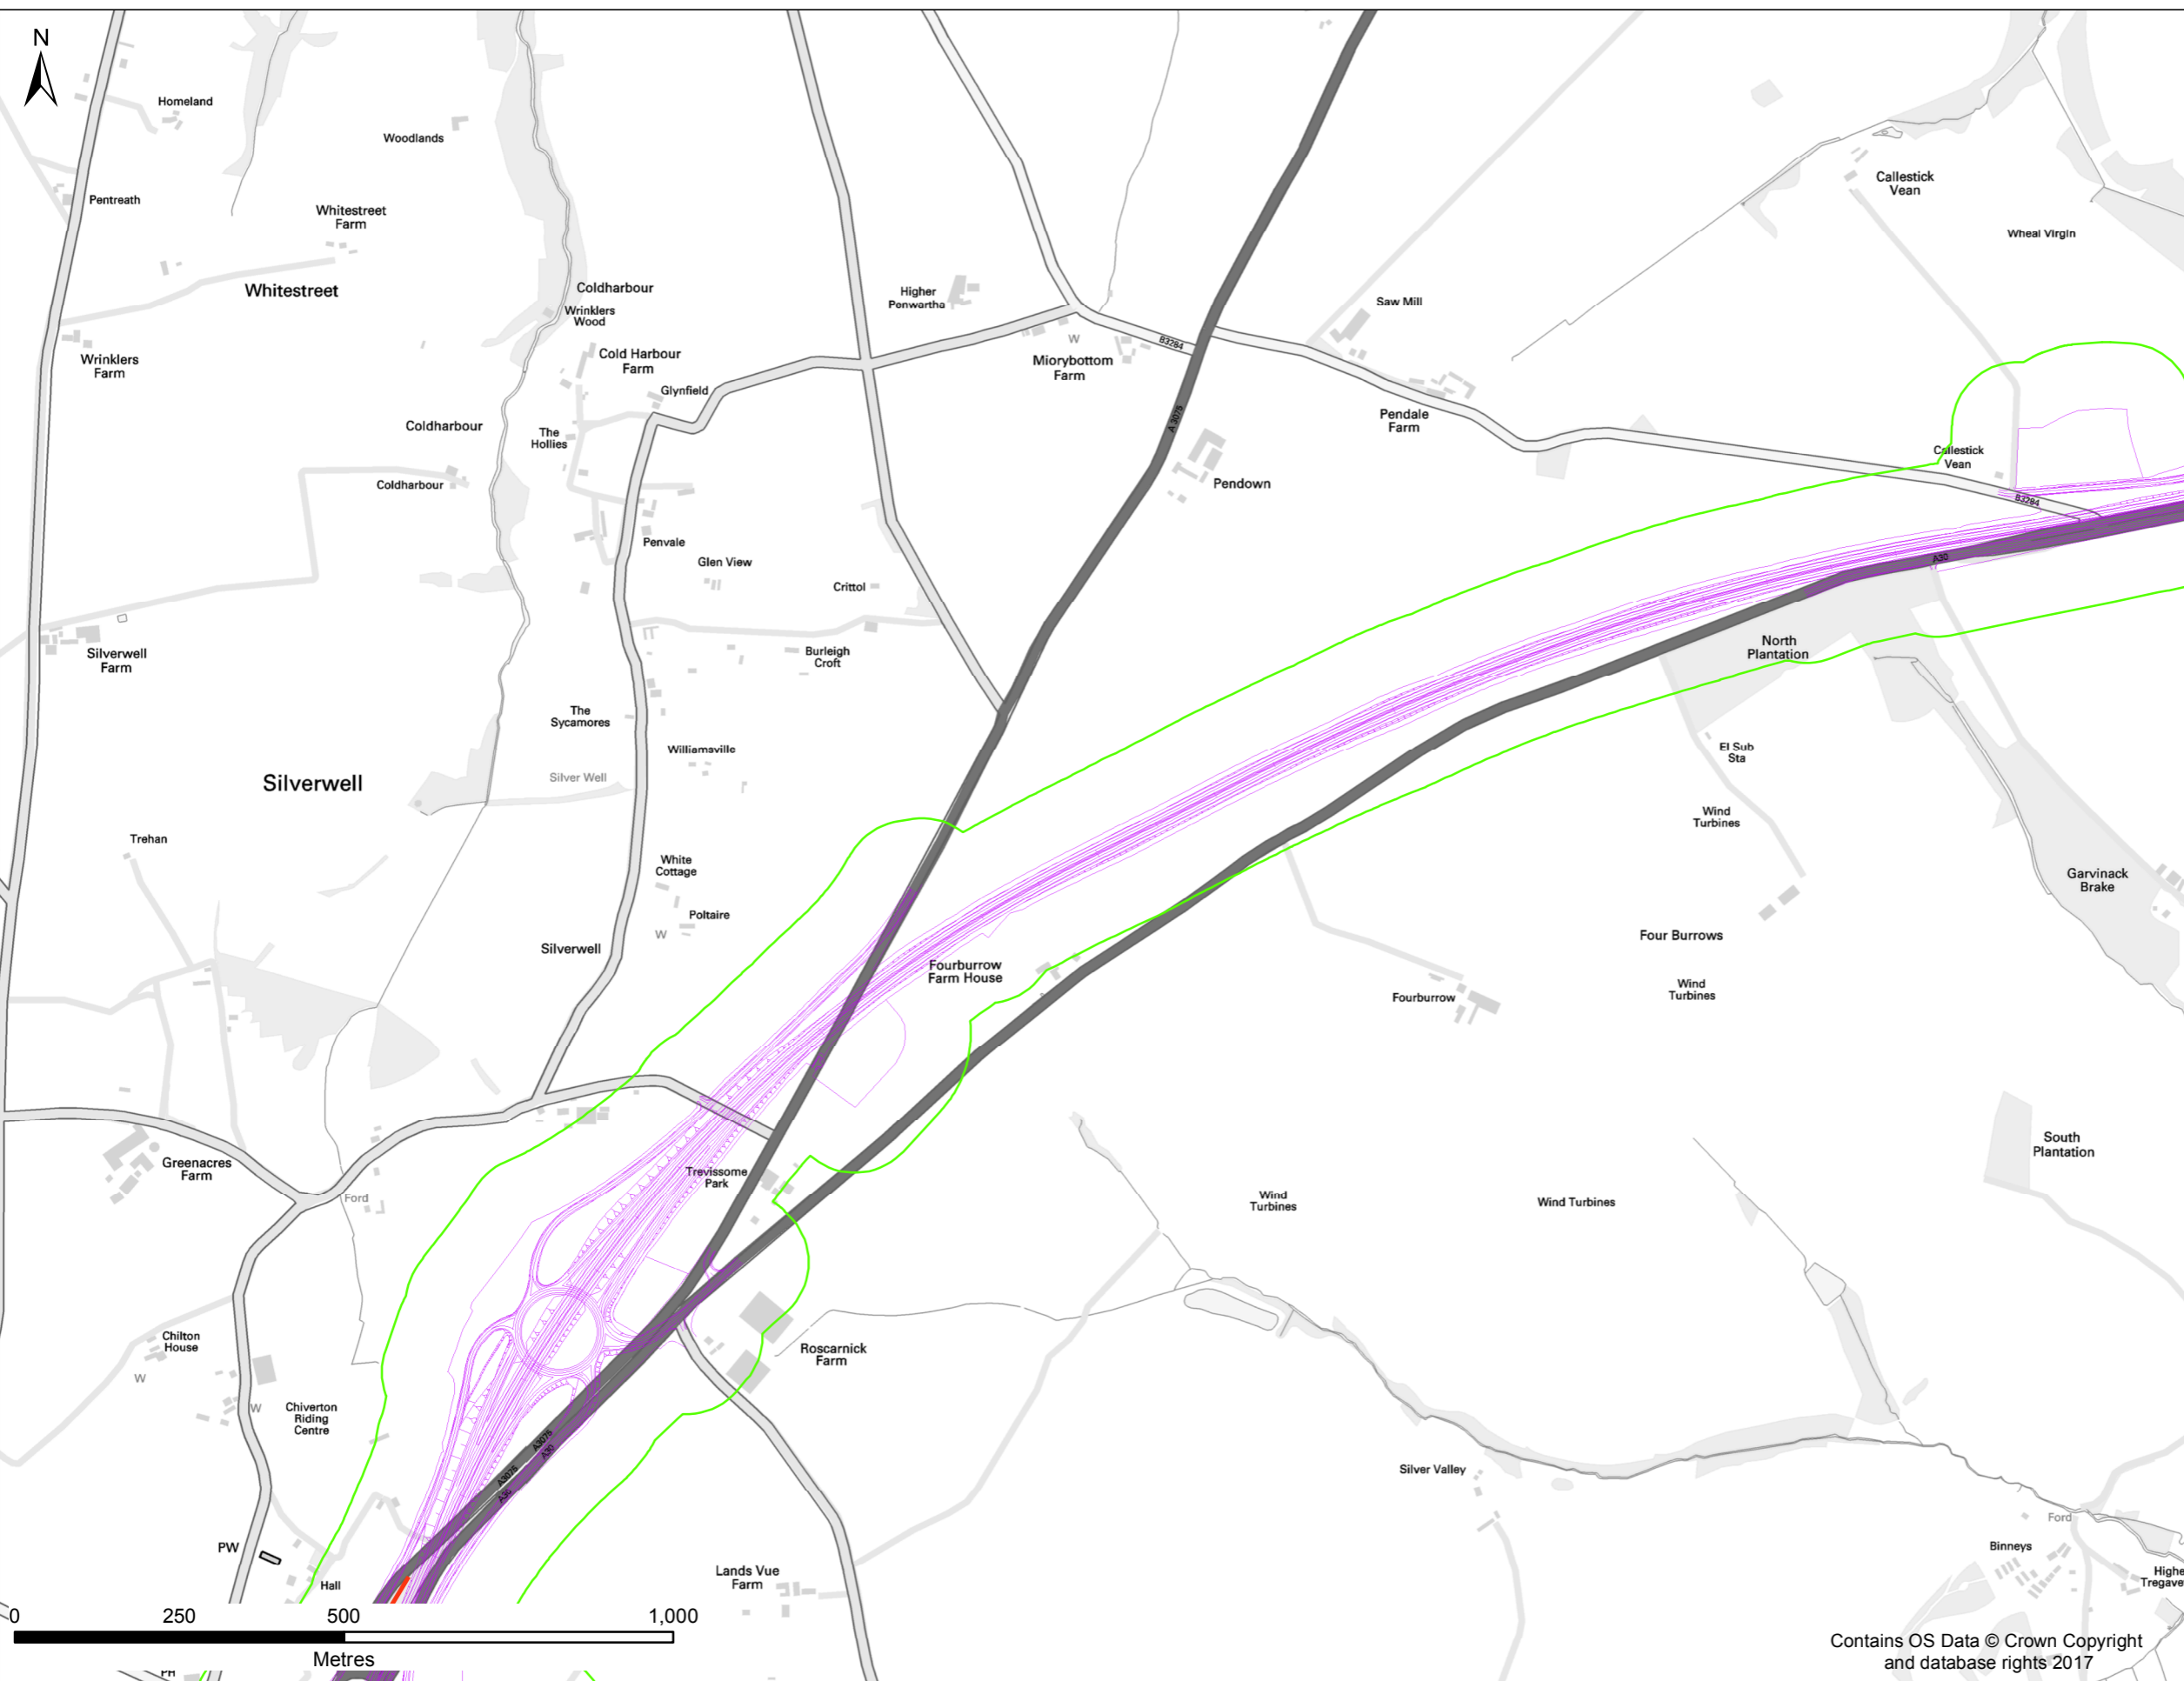 N
Homeland
Woodlands
Pentreath
Whitestreet
Farm
Whitestreet
Callestick
Vean
Wheal Virgin
Coldharbour
Wrinklers
Wood
Higher
Ponwartha
Saw Mill
Wrinklers
Farm
Cold Harbour
Farm
Glynfield
W
Miorybottom
Farm
B3284
Coldharbour
The
Hollies
A 3075
Pendale
Farm
Coldharbour
Pendown
Callestick
Vean
B3284
Penvale
Glen View
Crittol
A30
Silverwell
Farm
Burleigh
Croft
North
Plantation
The
Sycamores
Williamsville
El Sub
Sta
Silverwell
Silver Well
Wind
Turbines
Trehan
White
Cottage
Garvinack
Brake
Poltaire
W
Silverwell
Four Burrows
Fourburrow
Farm House
Fourburrow
Wind
Turbines
Greenacres
Farm
Trevissome
Park
South
Plantation
Ford
Wind
Turbines
Wind Turbines
Chilton
House
W
Roscarnick
Farm
W
Chiverton
Riding
Centre
A3075
A30
A3075
A30
Silver Valley
PW
Hall
Lands Vue
Farm
Ford
Binneys
Highe
Tregave
0 250 500 1,000
Metres
PH
Contains OS Data © Crown Copyright
and database rights 2017